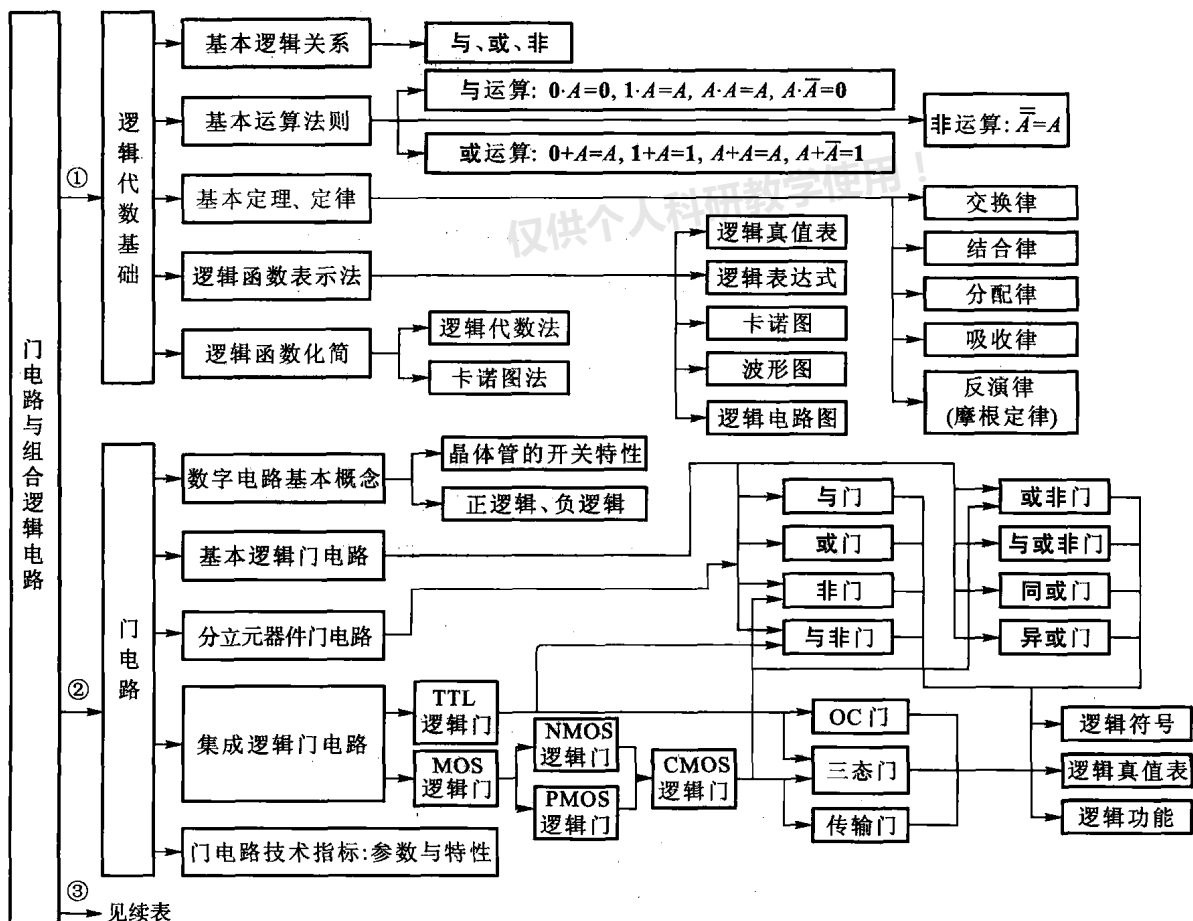 门电路与组合逻辑电路
①
逻辑代数基础
基本逻辑关系
与、或、非
基本运算法则
与运算: 0·A=0, 1·A=A, A·A=A, A·A̅=0
或运算: 0+A=A, 1+A=1, A+A=A, A+A̅=1
非运算: A̿=A
基本定理、定律
交换律
结合律
分配律
吸收律
反演律
(摩根定律)
逻辑函数表示法
逻辑真值表
逻辑表达式
卡诺图
波形图
逻辑电路图
逻辑函数化简
逻辑代数法
卡诺图法
仅供个人科研教学使用！
②
门电路
数字电路基本概念
晶体管的开关特性
正逻辑、负逻辑
基本逻辑门电路
分立元器件门电路
与门
或门
非门
与非门
或非门
与或非门
同或门
异或门
集成逻辑门电路
TTL
逻辑门
MOS
逻辑门
NMOS
逻辑门
PMOS
逻辑门
CMOS
逻辑门
OC 门
三态门
传输门
逻辑符号
逻辑真值表
逻辑功能
门电路技术指标:参数与特性
③
见续表